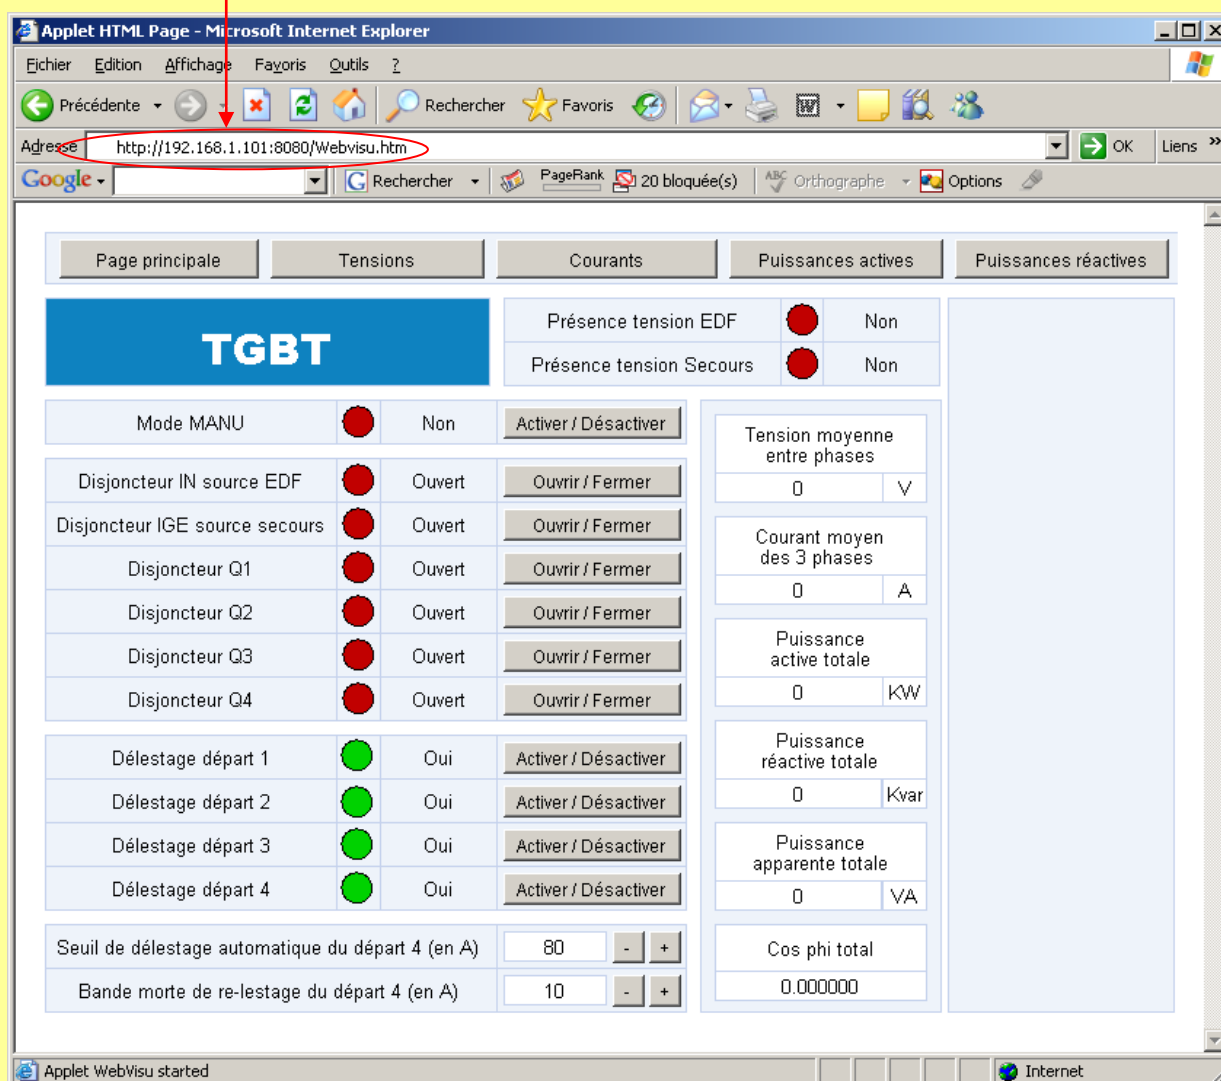 Applet HTML Page - Microsoft Internet Explorer
Fichier Edition Affichage Favoris Outils ?
Précédente Rechercher Favoris
Adresse http://192.168.1.101:8080/Webvisu.htm OK Liens »
Google Rechercher PageRank 20 bloquée(s) ABC Orthographe Options
Page principale Tensions Courants Puissances actives Puissances réactives
TGBT
Présence tension EDF Non
Présence tension Secours Non
Mode MANU Non Activer / Désactiver
Disjoncteur IN source EDF Ouvert Ouvrir / Fermer
Disjoncteur IGE source secours Ouvert Ouvrir / Fermer
Disjoncteur Q1 Ouvert Ouvrir / Fermer
Disjoncteur Q2 Ouvert Ouvrir / Fermer
Disjoncteur Q3 Ouvert Ouvrir / Fermer
Disjoncteur Q4 Ouvert Ouvrir / Fermer
Délestage départ 1 Oui Activer / Désactiver
Délestage départ 2 Oui Activer / Désactiver
Délestage départ 3 Oui Activer / Désactiver
Délestage départ 4 Oui Activer / Désactiver
Seuil de délestage automatique du départ 4 (en A) 80 - +
Bande morte de re-lestage du départ 4 (en A) 10 - +
Tension moyenne
entre phases
0 V
Courant moyen
des 3 phases
0 A
Puissance
active totale
0 KW
Puissance
réactive totale
0 Kvar
Puissance
apparente totale
0 VA
Cos phi total
0.000000
Applet WebVisu started Internet